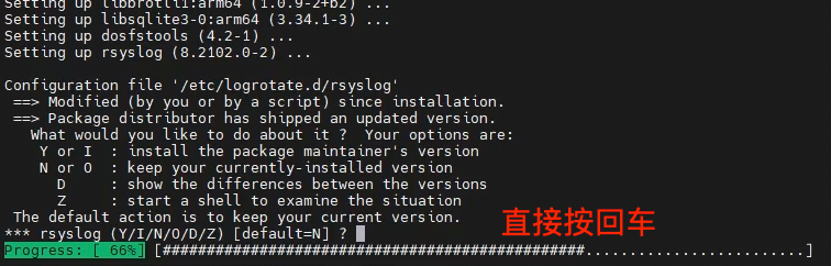 Setting up libbrotli1:arm64 (1.0.9-2+b2) ...
Setting up libsqlite3-0:arm64 (3.34.1-3) ...
Setting up dosfstools (4.2-1) ...
Setting up rsyslog (8.2102.0-2) ...

Configuration file '/etc/logrotate.d/rsyslog'
 ==> Modified (by you or by a script) since installation.
 ==> Package distributor has shipped an updated version.
   What would you like to do about it ?  Your options are:
    Y or I  : install the package maintainer's version
    N or O  : keep your currently-installed version
      D     : show the differences between the versions
      Z     : start a shell to examine the situation
 The default action is to keep your current version.
*** rsyslog (Y/I/N/O/D/Z) [default=N] ?
直接按回车
Progress: [ 66%] [################################################.........................]